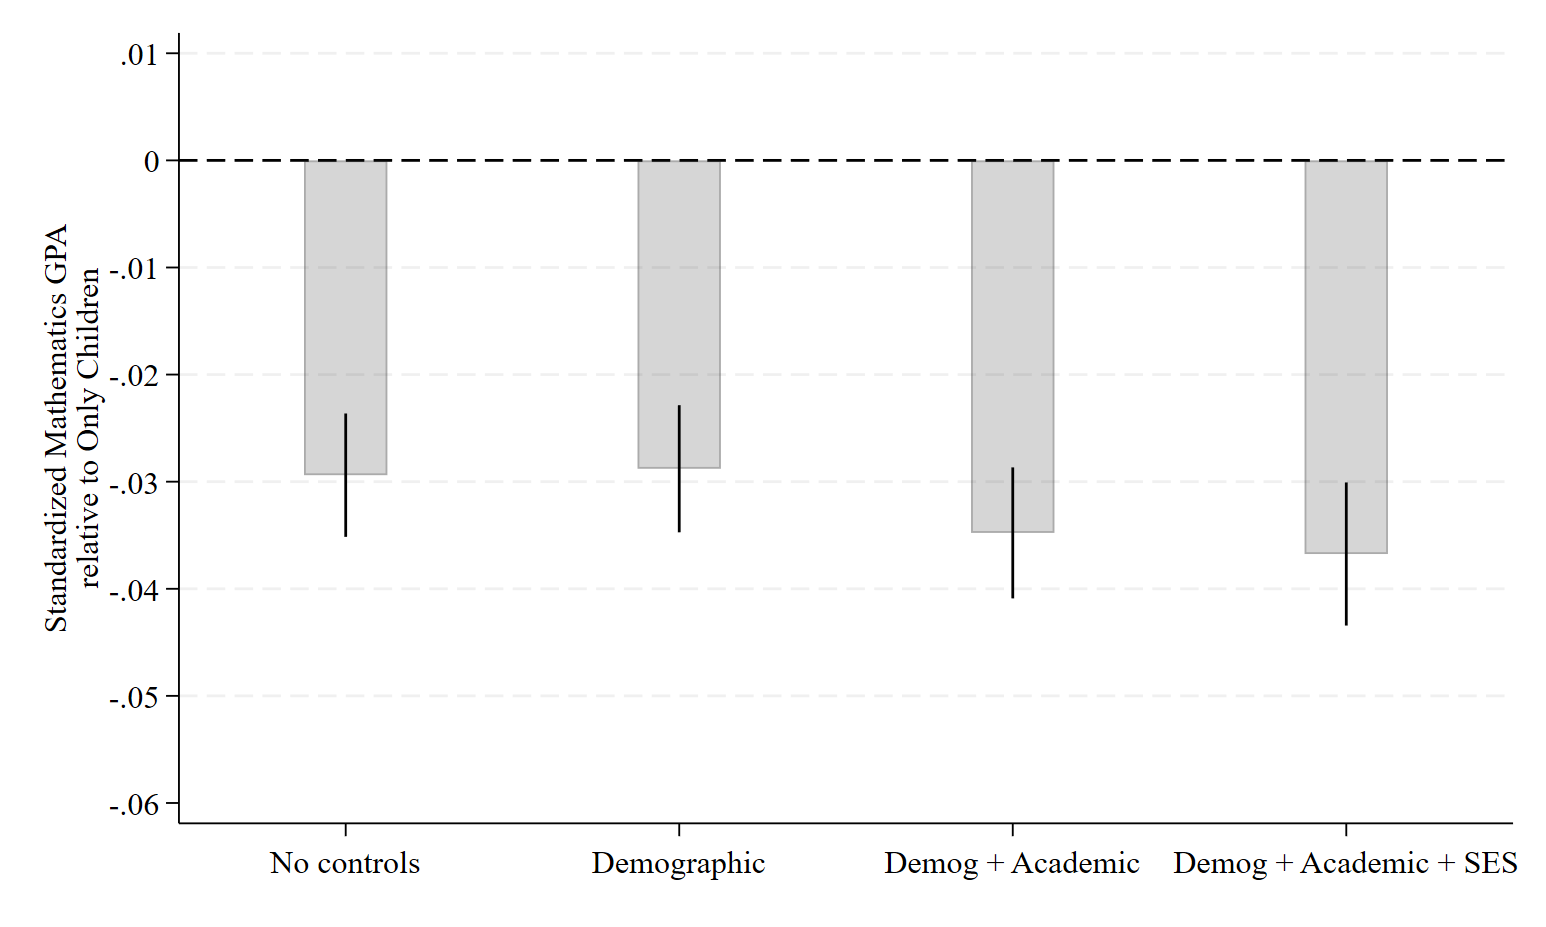 Standardized Mathematics GPA
relative to Only Children
.01
0
-.01
-.02
-.03
-.04
-.05
-.06
No controls
Demographic
Demog + Academic
Demog + Academic + SES